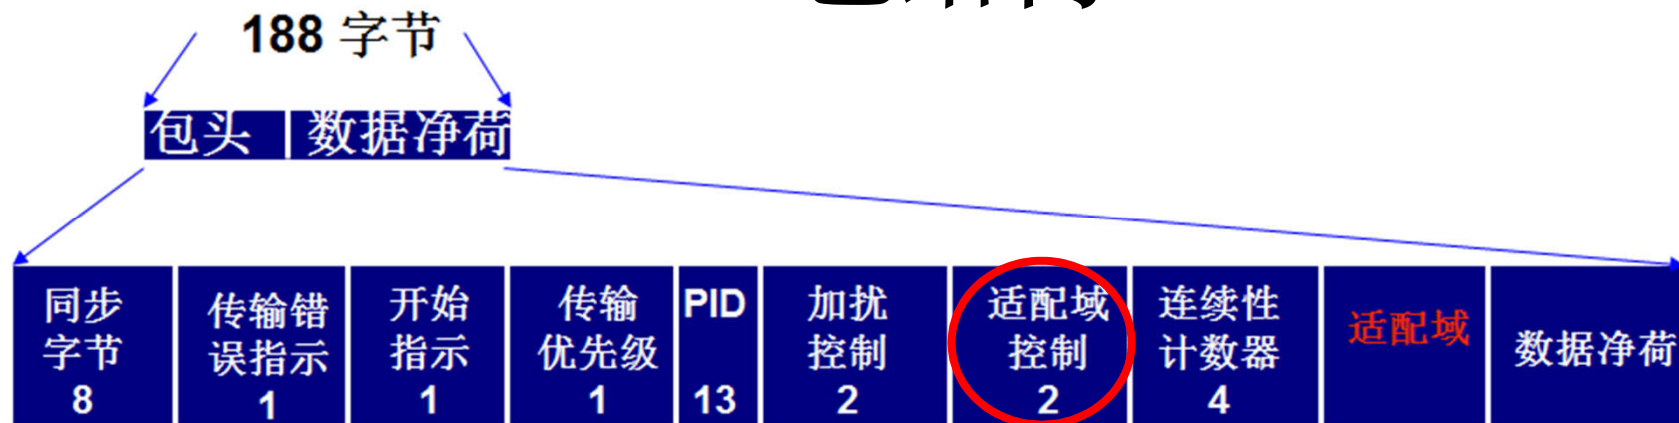 188 字节
包头 数据净荷
同步
字节
8
传输错
误指示
1
开始
指示
1
传输
优先级
1
PID
13
加扰
控制
2
适配域
控制
2
连续性
计数器
4
适配域
数据净荷